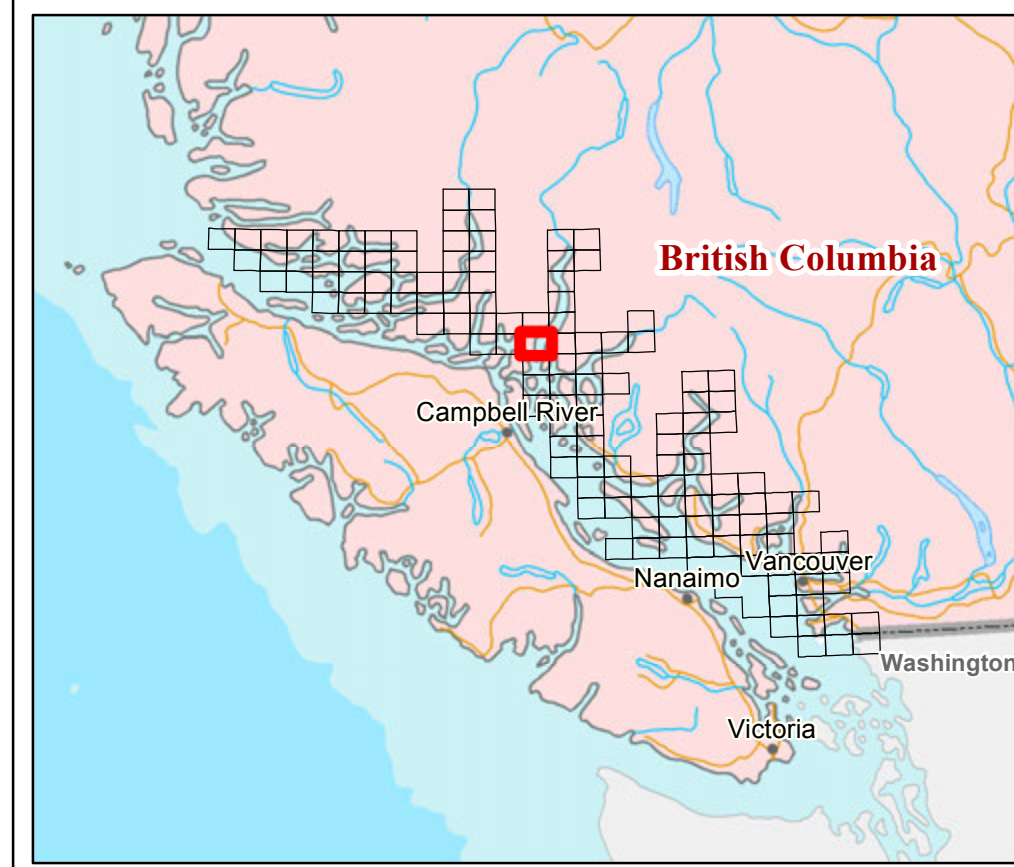 British Columbia
Campbell River
Vancouver
Nanaimo
Washington
Victoria